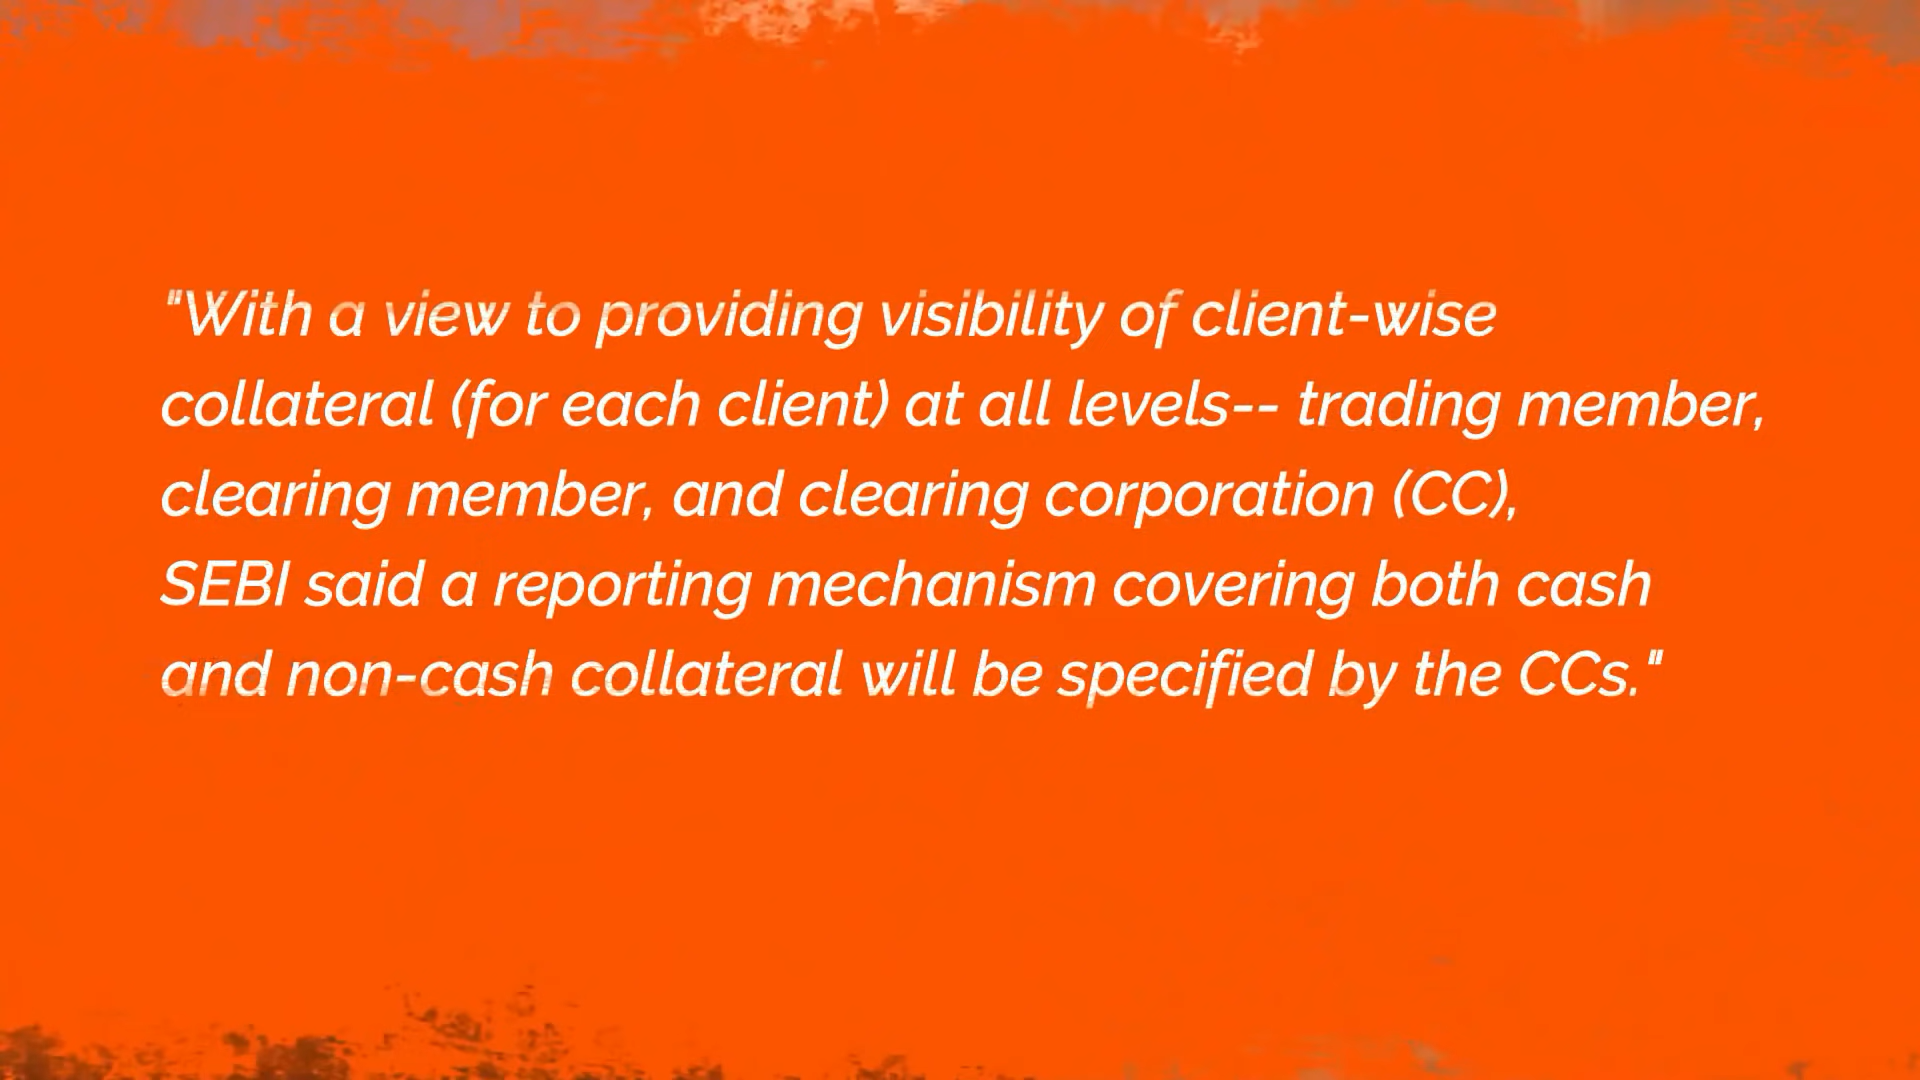 "With a view to providing visibility of client-wise
collateral (for each client) at all levels-- trading member,
clearing member, and clearing corporation (CC),
SEBI said a reporting mechanism covering both cash
and non-cash collateral will be specified by the CCs."